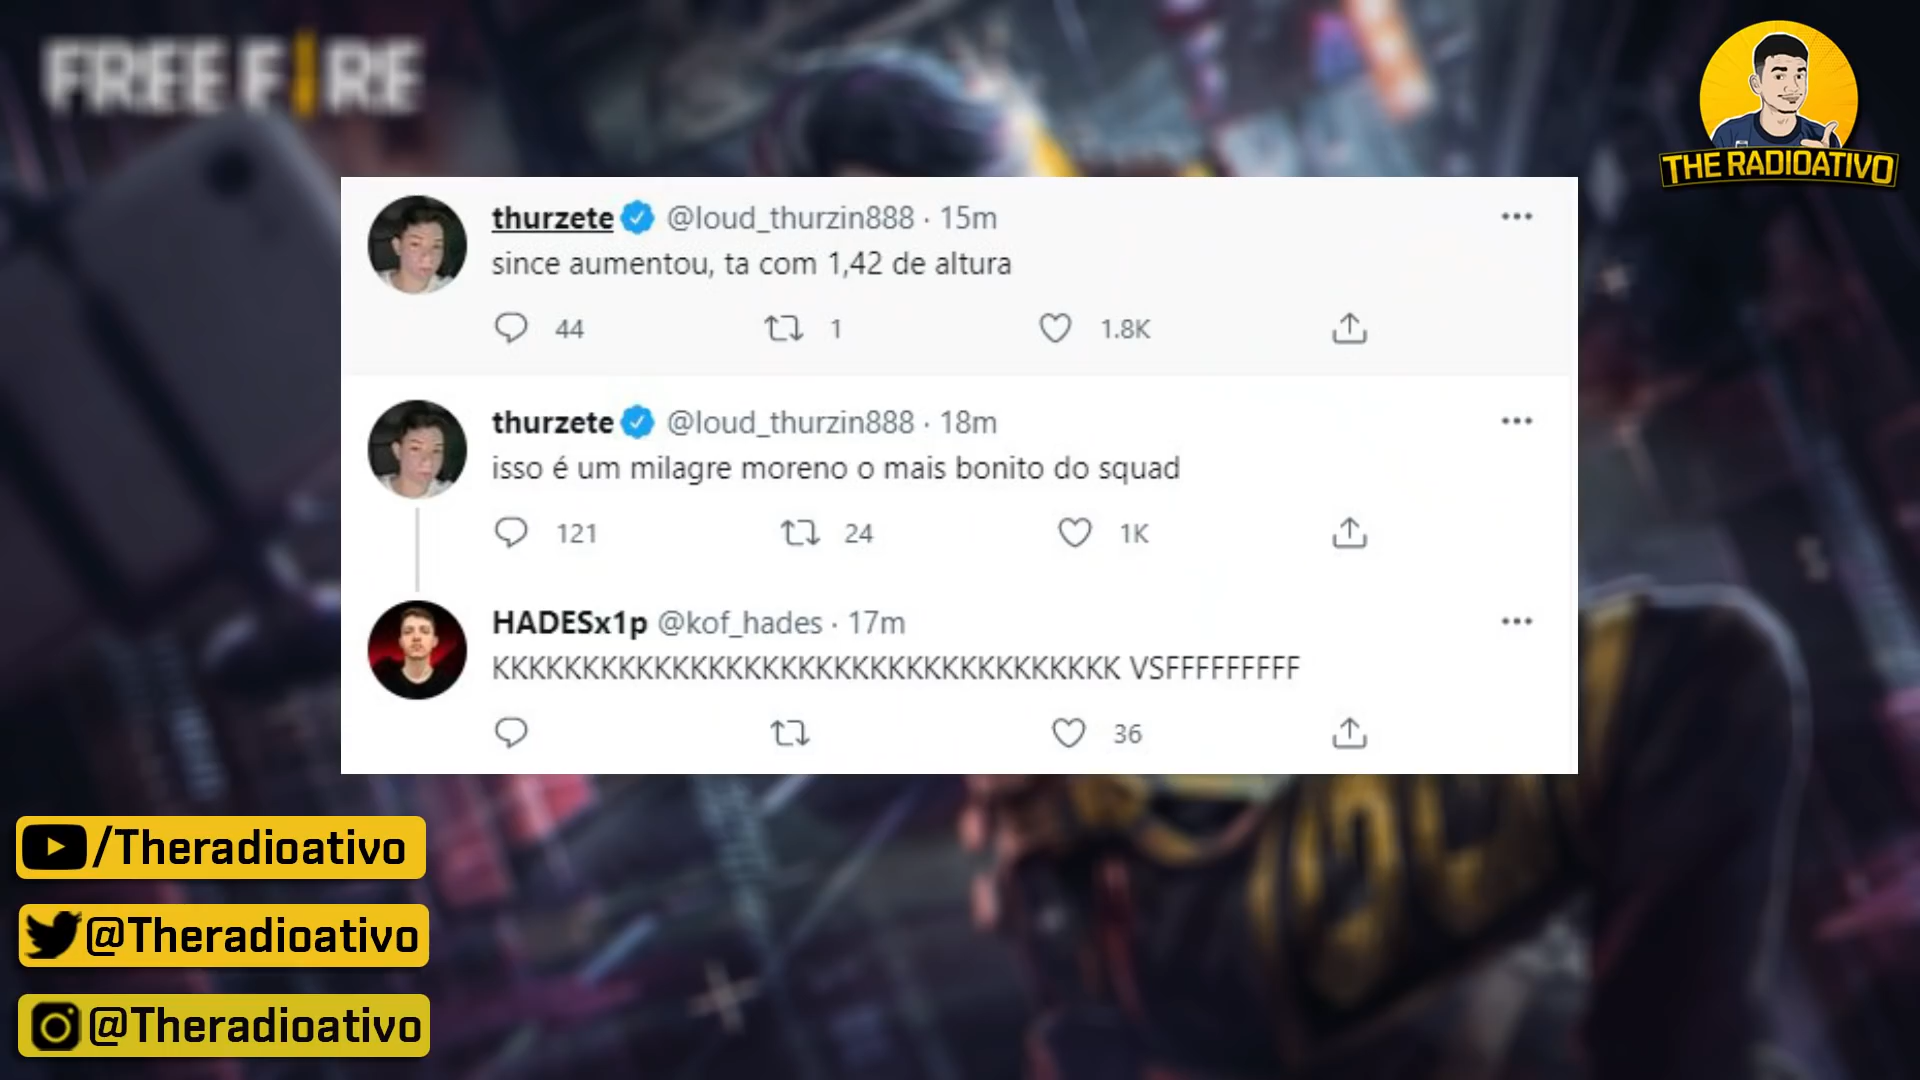 FREE FIRE
THE RADIOATIVO
thurzete @loud_thurzin888 · 15m
since aumentou, ta com 1,42 de altura
44 1 1.8K
thurzete @loud_thurzin888 · 18m
isso é um milagre moreno o mais bonito do squad
121 24 1K
HADESx1p @kof_hades · 17m
KKKKKKKKKKKKKKKKKKKKKKKKKKKKKKKKKKK VSFFFFFFFFF
36
/Theradioativo
@Theradioativo
@Theradioativo